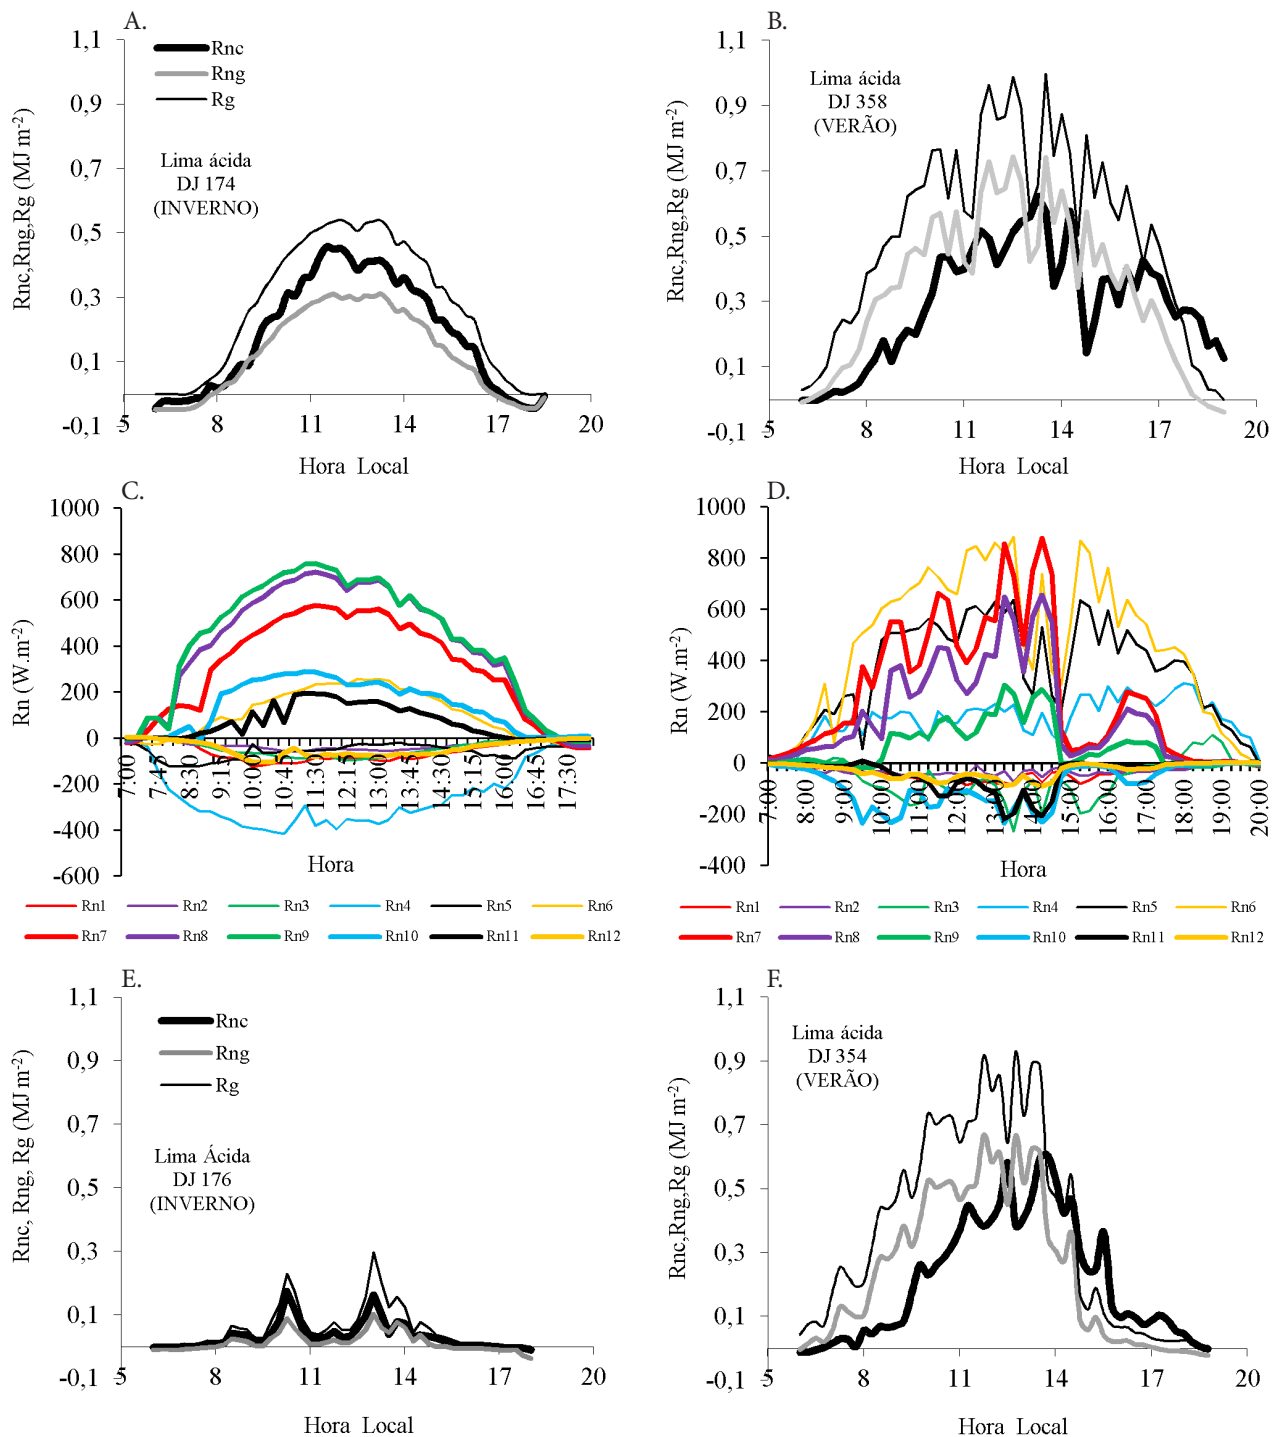 A.
1,1
0,9
0,7
0,5
0,3
0,1
-0,1
Rnc,Rng,Rg (MJ m-2)
Rnc
Rng
Rg
Lima ácida
DJ 174
(INVERNO)
5 8 11 14 17 20
Hora Local
B.
1,1
0,9
0,7
0,5
0,3
0,1
-0,1
Rnc,Rng,Rg (MJ m-2)
Lima ácida
DJ 358
(VERÃO)
5 8 11 14 17 20
Hora Local
C.
1000
800
600
400
200
0
-200
-400
-600
Rn (W.m-2)
7:00 7:45 8:30 9:15 10:00 10:45 11:30 12:15 13:00 13:45 14:30 15:15 16:00 16:45 17:30
Hora
Rn1 Rn2 Rn3 Rn4 Rn5 Rn6
Rn7 Rn8 Rn9 Rn10 Rn11 Rn12
D.
1000
800
600
400
200
0
-200
-400
Rn (W.m-2)
7:00 8:00 9:00 10:00 11:00 12:00 13:00 14:00 15:00 16:00 17:00 18:00 19:00 20:00
Hora
Rn1 Rn2 Rn3 Rn4 Rn5 Rn6
Rn7 Rn8 Rn9 Rn10 Rn11 Rn12
E.
1,1
0,9
0,7
0,5
0,3
0,1
-0,1
Rnc, Rng, Rg (MJ m-2)
Rnc
Rng
Rg
Lima Ácida
DJ 176
(INVERNO)
5 8 11 14 17 20
Hora Local
F.
1,1
0,9
0,7
0,5
0,3
0,1
-0,1
Rnc,Rng,Rg (MJ m-2)
Lima ácida
DJ 354
(VERÃO)
5 8 11 14 17 20
Hora Local